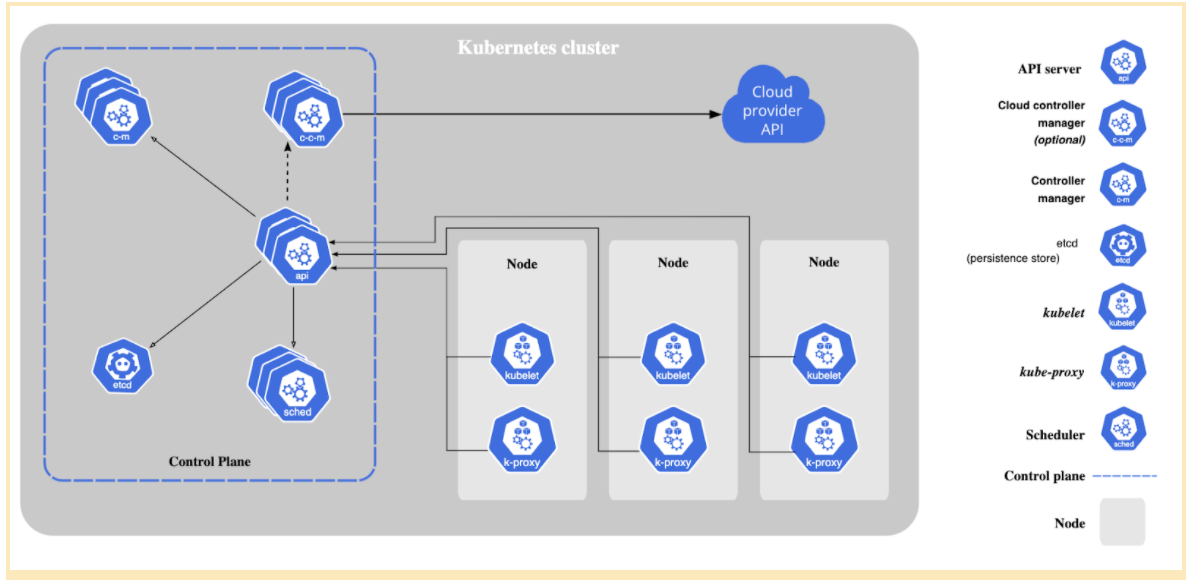 Kubernetes cluster
c-m
c-c-m
Cloud
provider
API
api
etcd
sched
Control Plane
Node
Node
Node
kubelet
kubelet
kubelet
k-proxy
k-proxy
k-proxy
API server
api
Cloud controller
manager
(optional)
c-c-m
Controller
manager
c-m
etcd
(persistence store)
etcd
kubelet
kubelet
kube-proxy
k-proxy
Scheduler
sched
Control plane
Node